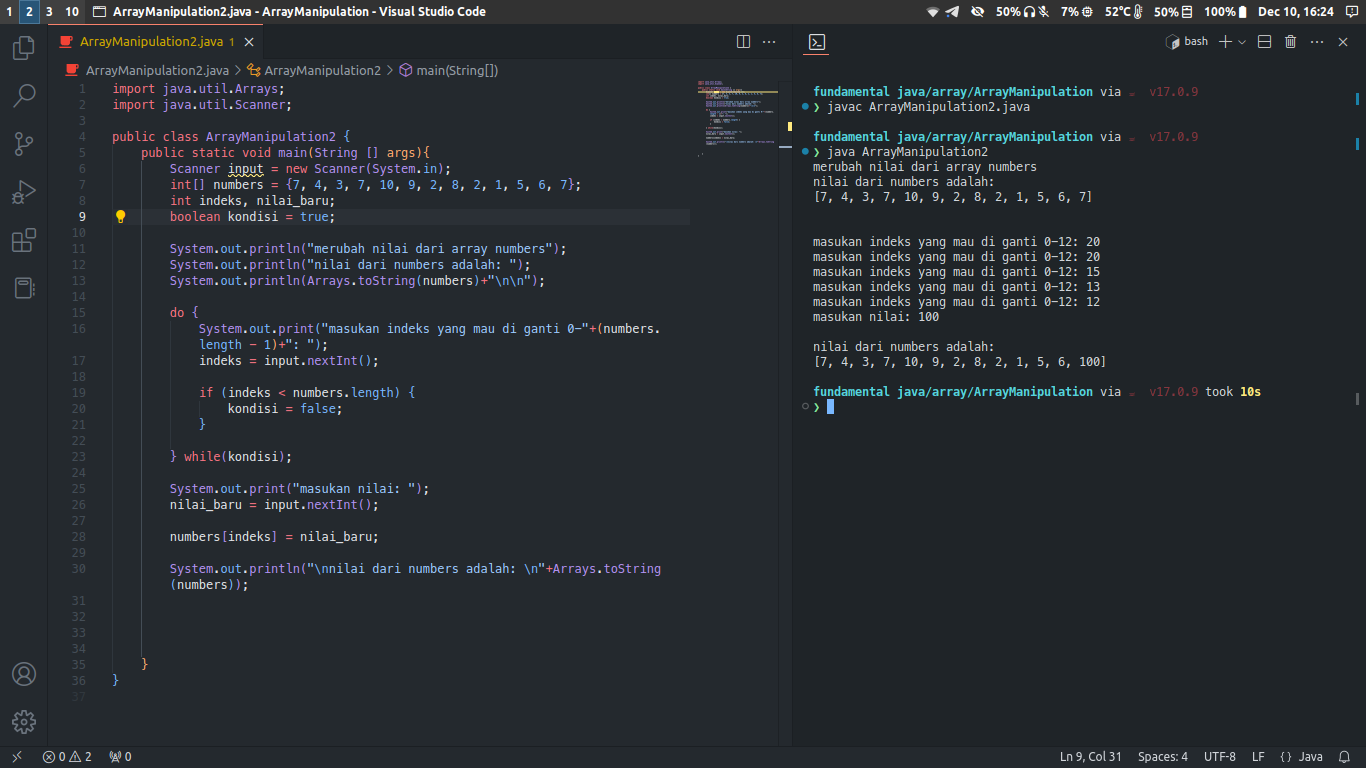 1 2 3 10 ArrayManipulation2.java - ArrayManipulation - Visual Studio Code 50% 7% 52°C 50% 100% Dec 10, 16:24
ArrayManipulation2.java 1
ArrayManipulation2.java > ArrayManipulation2 > main(String[])
1 import java.util.Arrays;
2 import java.util.Scanner;
3
4 public class ArrayManipulation2 {
5 public static void main(String [] args){
6 Scanner input = new Scanner(System.in);
7 int[] numbers = {7, 4, 3, 7, 10, 9, 2, 8, 2, 1, 5, 6, 7};
8 int indeks, nilai_baru;
9 boolean kondisi = true;
10
11 System.out.println("merubah nilai dari array numbers");
12 System.out.println("nilai dari numbers adalah: ");
13 System.out.println(Arrays.toString(numbers)+"\n\n");
14
15 do {
16 System.out.print("masukan indeks yang mau di ganti 0-"+(numbers.
length - 1)+": ");
17 indeks = input.nextInt();
18
19 if (indeks < numbers.length) {
20 kondisi = false;
21 }
22
23 } while(kondisi);
24
25 System.out.print("masukan nilai: ");
26 nilai_baru = input.nextInt();
27
28 numbers[indeks] = nilai_baru;
29
30 System.out.println("\nnilai dari numbers adalah: \n"+Arrays.toString
(numbers));
31
32
33
34
35 }
36 }
37
bash
fundamental java/array/ArrayManipulation via v17.0.9
❯ javac ArrayManipulation2.java
fundamental java/array/ArrayManipulation via v17.0.9
❯ java ArrayManipulation2
merubah nilai dari array numbers
nilai dari numbers adalah:
[7, 4, 3, 7, 10, 9, 2, 8, 2, 1, 5, 6, 7]
masukan indeks yang mau di ganti 0-12: 20
masukan indeks yang mau di ganti 0-12: 20
masukan indeks yang mau di ganti 0-12: 15
masukan indeks yang mau di ganti 0-12: 13
masukan indeks yang mau di ganti 0-12: 12
masukan nilai: 100
nilai dari numbers adalah:
[7, 4, 3, 7, 10, 9, 2, 8, 2, 1, 5, 6, 100]
fundamental java/array/ArrayManipulation via v17.0.9 took 10s
❯
0 2 0 Ln 9, Col 31 Spaces: 4 UTF-8 LF { } Java